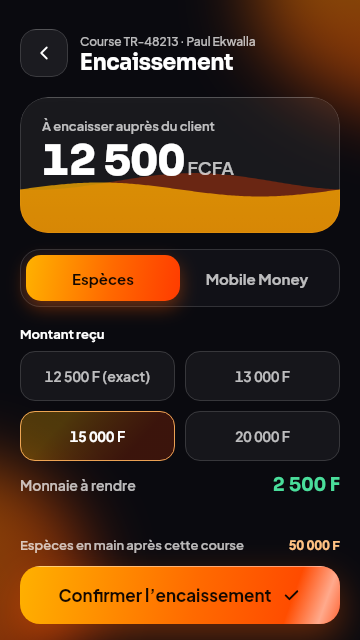 Course TR-48213 · Paul Ekwalla
Encaissement
À encaisser auprès du client
12 500 FCFA
Espèces
Mobile Money
Montant reçu
12 500 F (exact)
13 000 F
15 000 F
20 000 F
Monnaie à rendre
2 500 F
Espèces en main après cette course
50 000 F
Confirmer l’encaissement